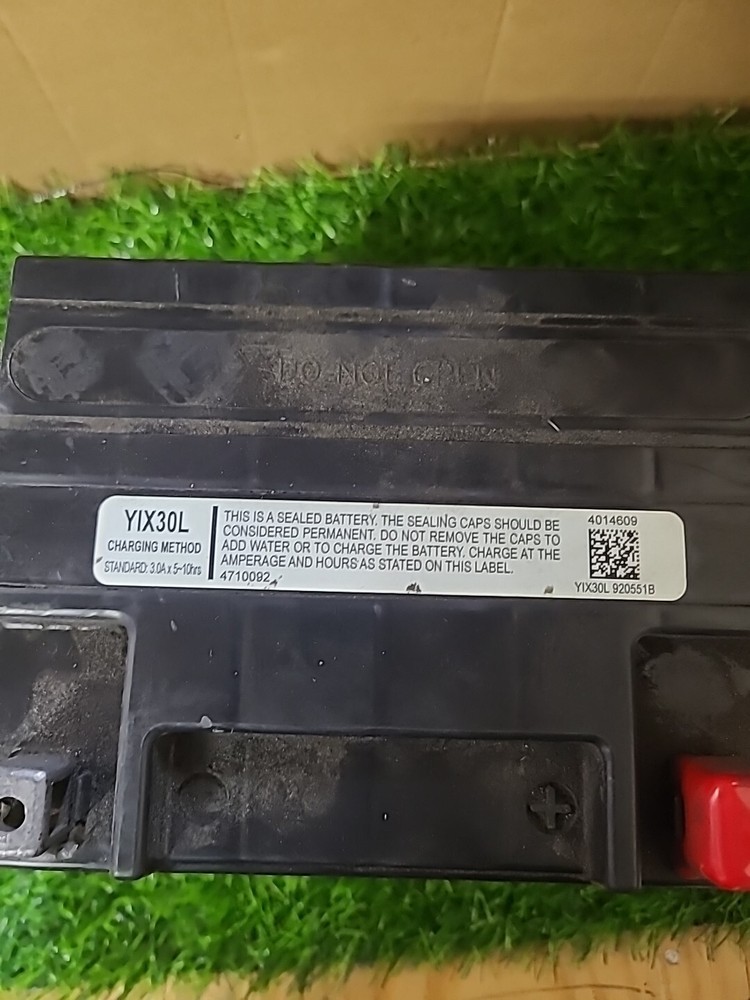 DO NOT OPEN
YIX30L
CHARGING METHOD
STANDARD: 3.0A x 5~10hrs
THIS IS A SEALED BATTERY. THE SEALING CAPS SHOULD BE
CONSIDERED PERMANENT. DO NOT REMOVE THE CAPS TO
ADD WATER OR TO CHARGE THE BATTERY. CHARGE AT THE
AMPERAGE AND HOURS AS STATED ON THIS LABEL.
4710092
4014609
YIX30L 920551B